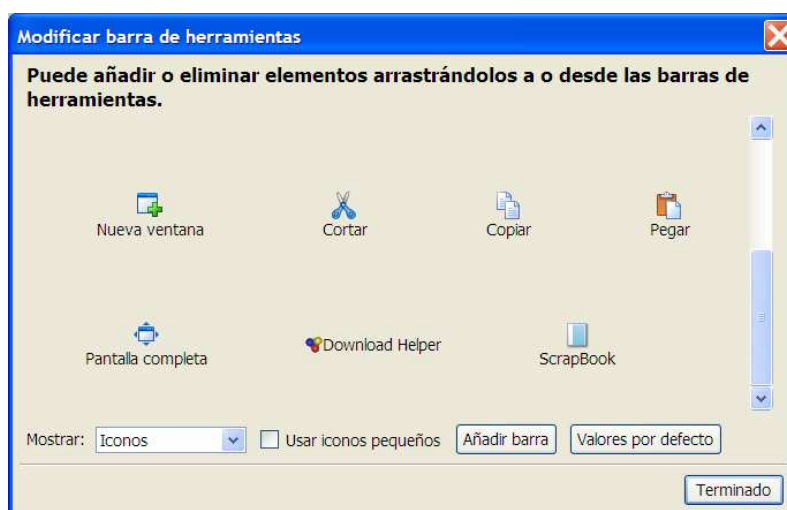 Modificar barra de herramientas
Puede añadir o eliminar elementos arrastrándolos a o desde las barras de
herramientas.
Nueva ventana
Cortar
Copiar
Pegar
Pantalla completa
Download Helper
ScrapBook
Mostrar: Iconos Usar iconos pequeños Añadir barra Valores por defecto
Terminado